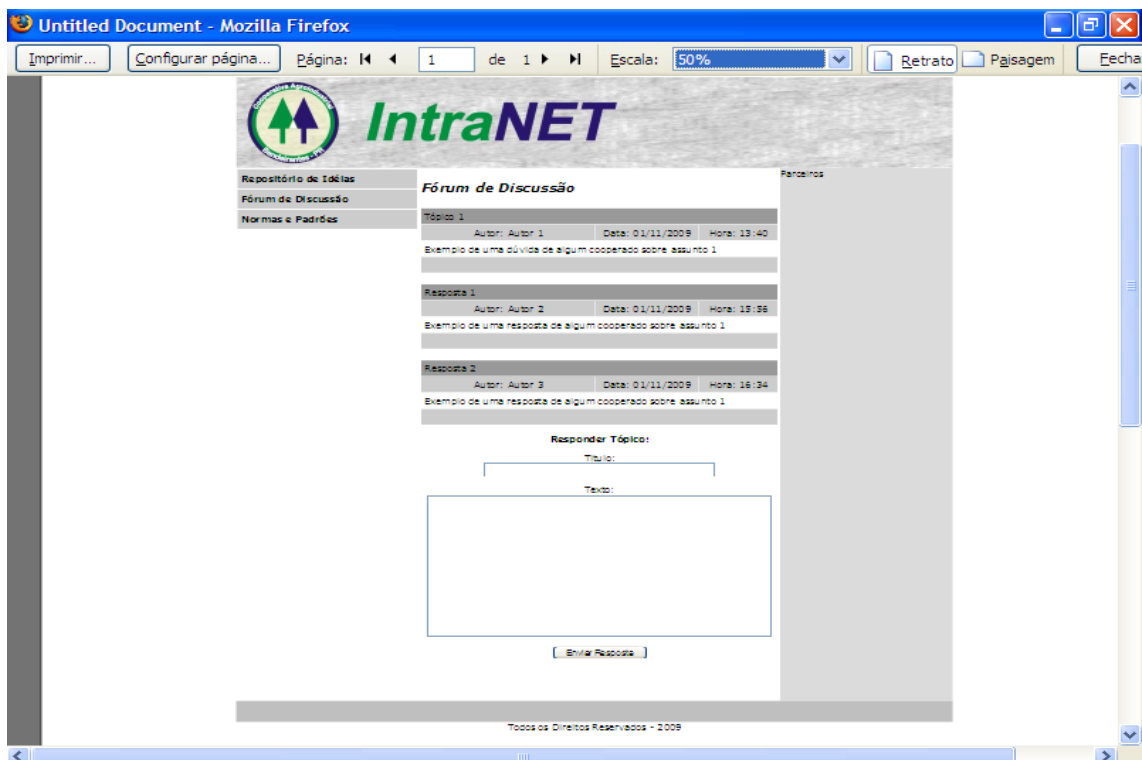 Untitled Document - Mozilla Firefox
Imprimir... Configurar página... Página: 1 de 1 Escala: 50% Retrato Paisagem Fecha
IntraNET
Repositório de Idéias
Fórum de Discussão
Normas e Padrões
Fórum de Discussão
Tópico 1
Autor: Autor 1 Data: 01/11/2009 Hora: 13:40
Exemplo de uma dúvida de algum cooperado sobre assunto 1
Resposta 1
Autor: Autor 2 Data: 01/11/2009 Hora: 15:56
Exemplo de uma resposta de algum cooperado sobre assunto 1
Resposta 2
Autor: Autor 3 Data: 01/11/2009 Hora: 16:34
Exemplo de uma resposta de algum cooperado sobre assunto 1
Responder Tópico:
Título:
Texto:
Enviar Resposta
Parceiros
Todos os Direitos Reservados - 2009